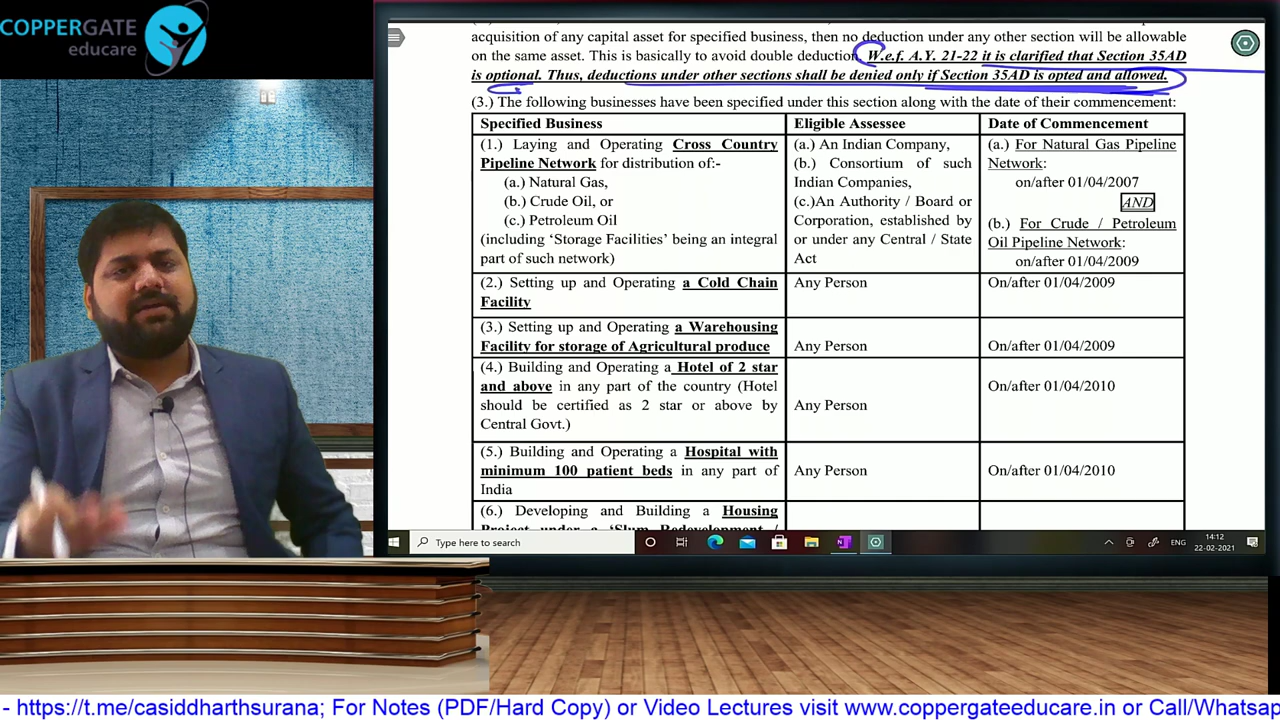 COPPERGATE
educare
acquisition of any capital asset for specified business, then no deduction under any other section will be allowable
on the same asset. This is basically to avoid double deduction. W.e.f. A.Y. 21-22 it is clarified that Section 35AD
is optional. Thus, deductions under other sections shall be denied only if Section 35AD is opted and allowed.
(3.) The following businesses have been specified under this section along with the date of their commencement:
Specified Business
Eligible Assessee
Date of Commencement
(1.) Laying and Operating Cross Country
Pipeline Network for distribution of:-
(a.) Natural Gas,
(b.) Crude Oil, or
(c.) Petroleum Oil
(including ‘Storage Facilities’ being an integral
part of such network)
(a.) An Indian Company,
(b.) Consortium of such
Indian Companies,
(c.)An Authority / Board or
Corporation, established by
or under any Central / State
Act
(a.) For Natural Gas Pipeline
Network:
on/after 01/04/2007
AND
(b.) For Crude / Petroleum
Oil Pipeline Network:
on/after 01/04/2009
(2.) Setting up and Operating a Cold Chain
Facility
Any Person
On/after 01/04/2009
(3.) Setting up and Operating a Warehousing
Facility for storage of Agricultural produce
Any Person
On/after 01/04/2009
(4.) Building and Operating a Hotel of 2 star
and above in any part of the country (Hotel
should be certified as 2 star or above by
Central Govt.)
Any Person
On/after 01/04/2010
(5.) Building and Operating a Hospital with
minimum 100 patient beds in any part of
India
Any Person
On/after 01/04/2010
(6.) Developing and Building a Housing
Project under a ‘Slum Redevelopment /
Type here to search
ENG
14:12
22-02-2021
- https://t.me/casiddharthsurana; For Notes (PDF/Hard Copy) or Video Lectures visit www.coppergateeducare.in or Call/Whatsap